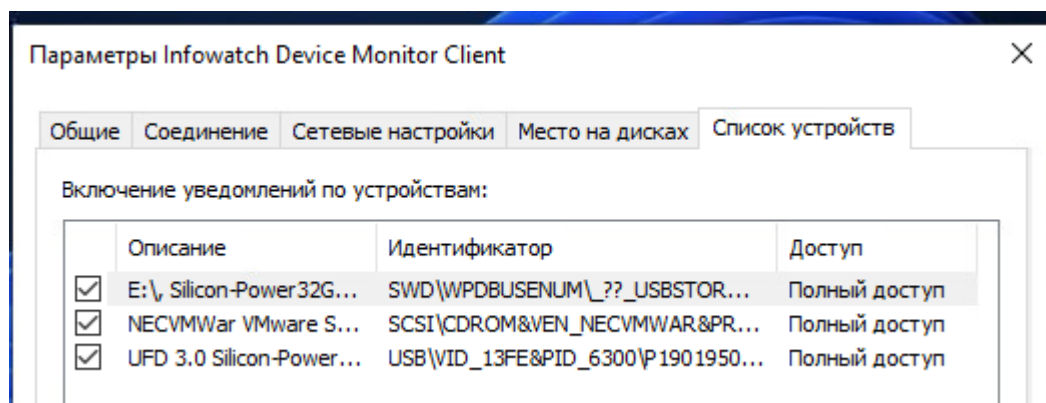 Параметры Infowatch Device Monitor Client
Общие Соединение Сетевые настройки Место на дисках Список устройств
Включение уведомлений по устройствам:
Описание Идентификатор Доступ
E:\, Silicon-Power32G... SWD\WPDBUSENUM\_??_USBSTOR... Полный доступ
NECVMWar VMware S... SCSI\CDROM&VEN_NECVMWAR&PR... Полный доступ
UFD 3.0 Silicon-Power... USB\VID_13FE&PID_6300\P1901950... Полный доступ